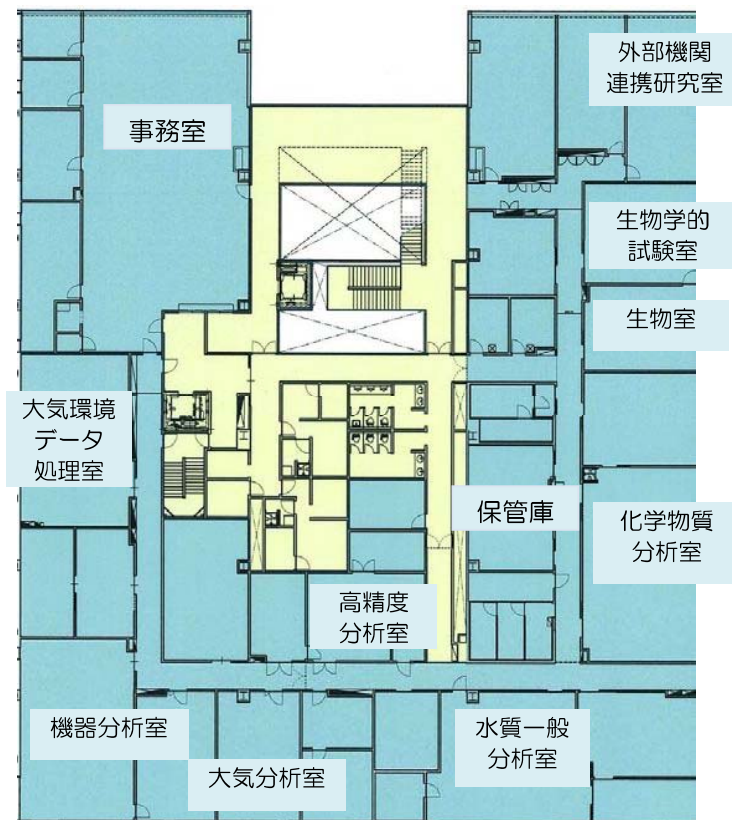 外部機関
連携研究室
事務室
生物学的
試験室
生物室
大気環境
データ
処理室
保管庫
化学物質
分析室
高精度
分析室
機器分析室
水質一般
分析室
大気分析室